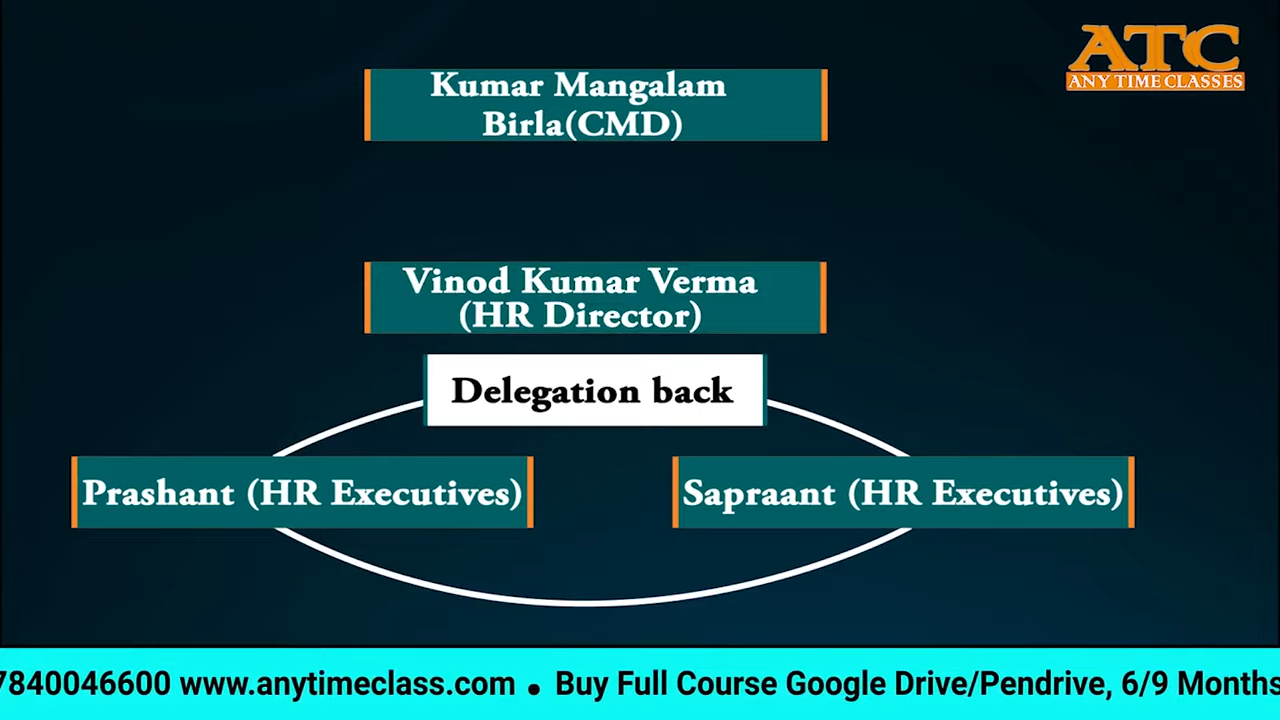 ATC
ANY TIME CLASSES
Kumar Mangalam
Birla(CMD)
Vinod Kumar Verma
(HR Director)
Delegation back
Prashant (HR Executives)
Sapraant (HR Executives)
7840046600 www.anytimeclass.com • Buy Full Course Google Drive/Pendrive, 6/9 Months